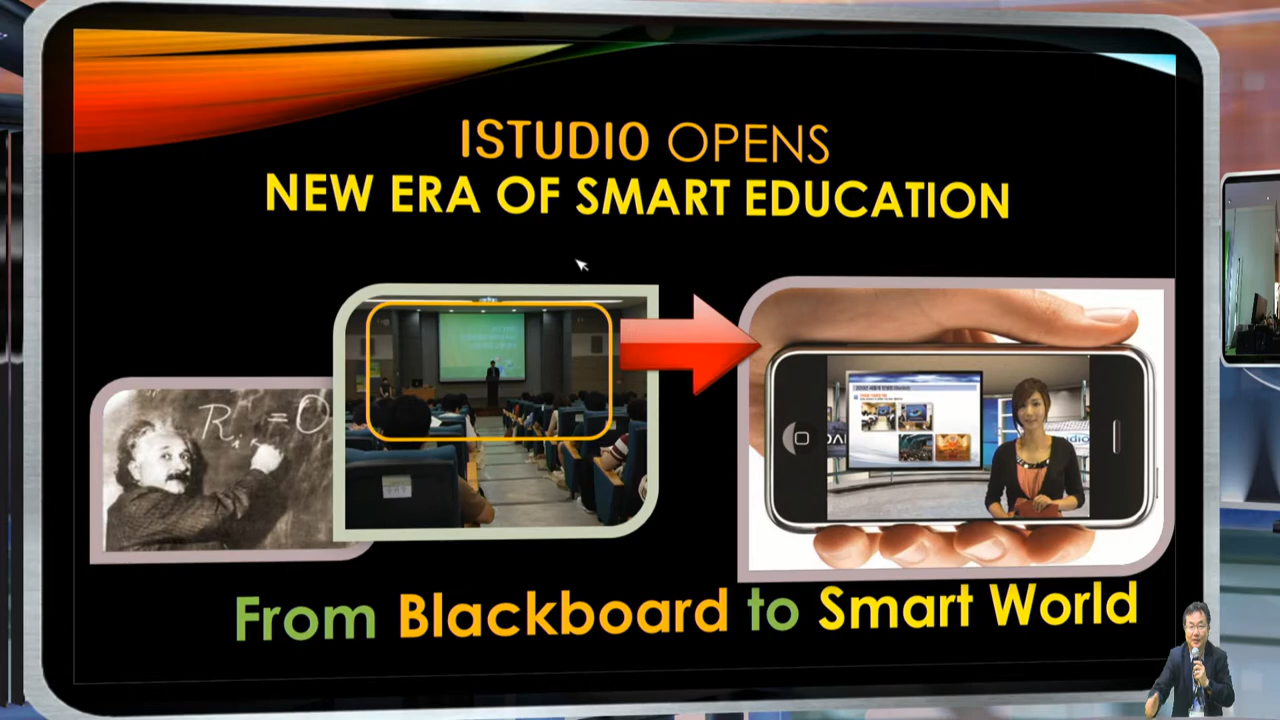 ISTUDIO OPENS
NEW ERA OF SMART EDUCATION
From Blackboard to Smart World